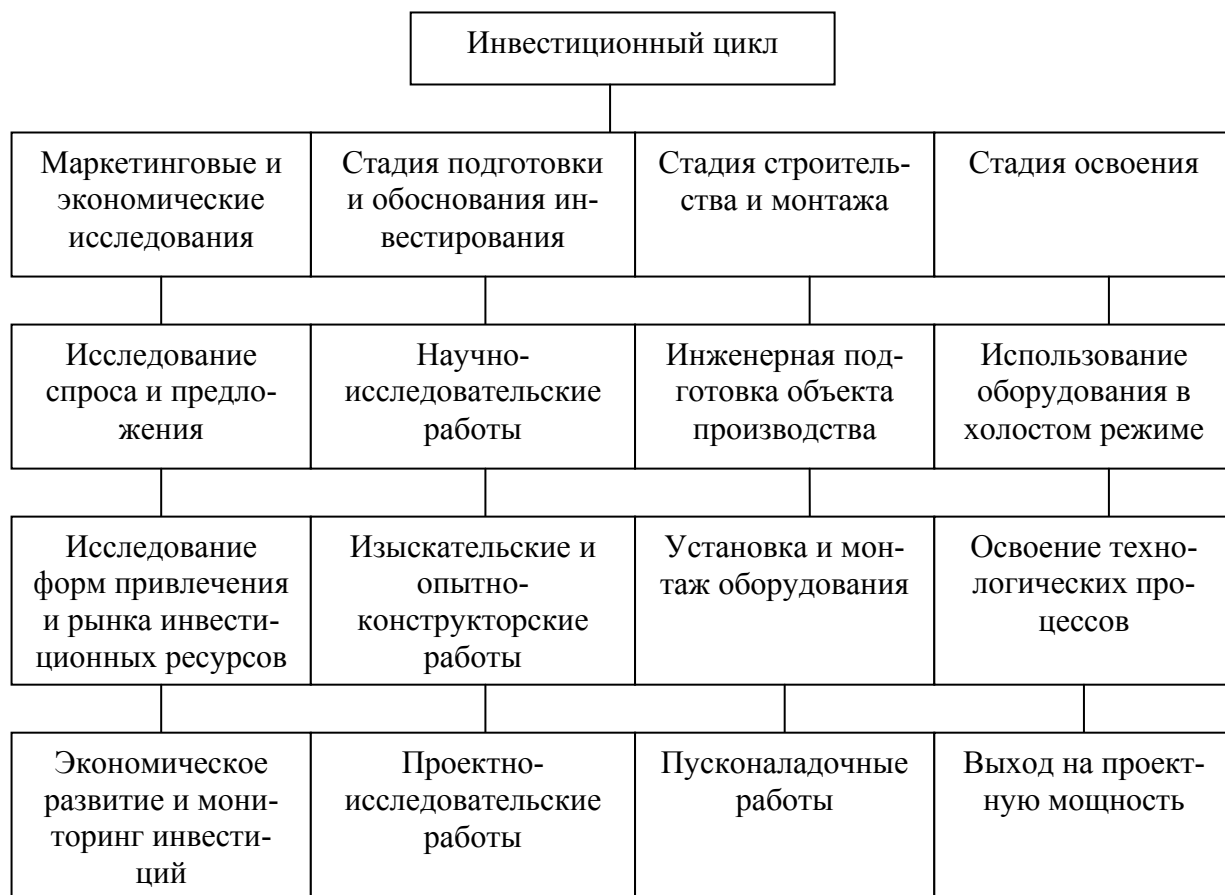 Инвестиционный цикл
Маркетинговые и
экономические
исследования
Стадия подготовки
и обоснования ин-
вестирования
Стадия строитель-
ства и монтажа
Стадия освоения
Исследование
спроса и предло-
жения
Научно-
исследовательские
работы
Инженерная под-
готовка объекта
производства
Использование
оборудования в
холостом режиме
Исследование
форм привлечения
и рынка инвести-
ционных ресурсов
Изыскательские и
опытно-
конструкторские
работы
Установка и мон-
таж оборудования
Освоение техно-
логических про-
цессов
Экономическое
развитие и мони-
торинг инвести-
ций
Проектно-
исследовательские
работы
Пусконаладочные
работы
Выход на проект-
ную мощность